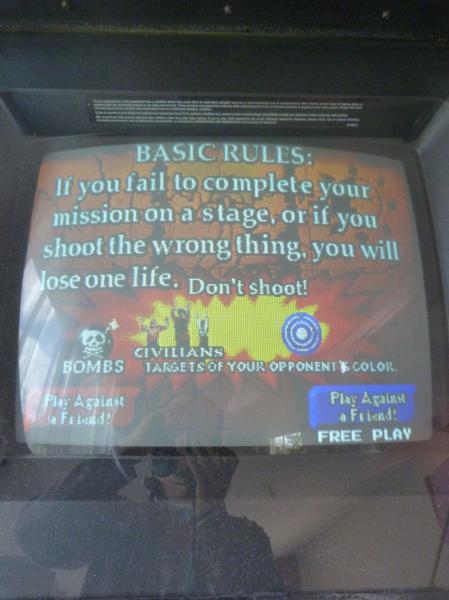 BASIC RULES:
If you fail to complete your
mission on a stage, or if you
shoot the wrong thing, you will
lose one life. Don't shoot!
BOMBS
CIVILIANS
TARGETS OF YOUR OPPONENT'S COLOR.
Play Against
a Friend!
Play Against
a Friend!
FREE PLAY